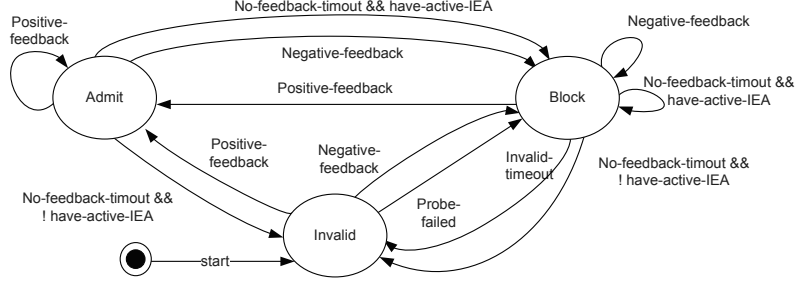 No-feedback-timout && have-active-IEA
Positive-
feedback
Negative-feedback
Negative-feedback
Positive-feedback
No-feedback-timout &&
have-active-IEA
Admit
Block
Positive-
feedback
Negative-
feedback
Invalid-
timeout
No-feedback-timout &&
! have-active-IEA
No-feedback-timout &&
! have-active-IEA
Probe-
failed
Invalid
start